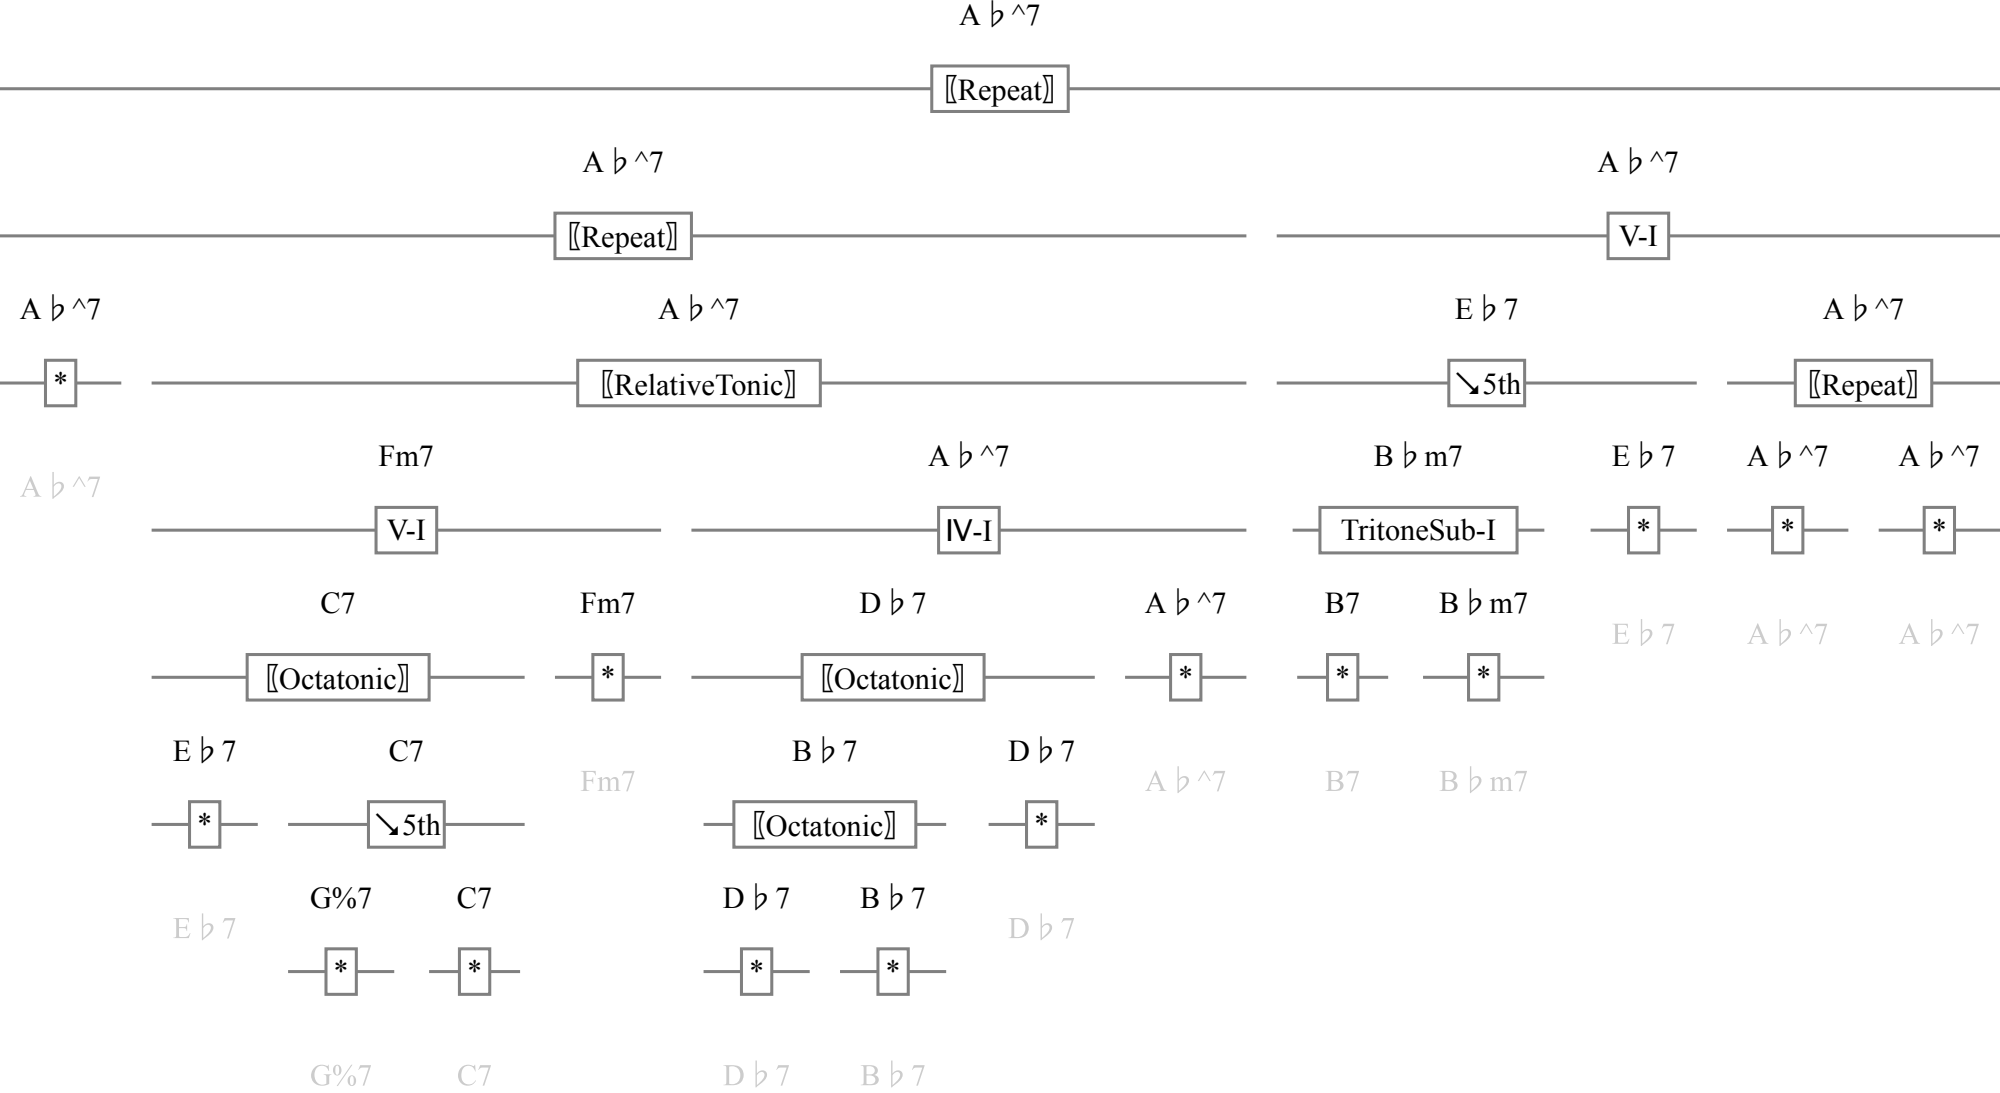 A♭^7
⟦Repeat⟧
A♭^7 A♭^7
⟦Repeat⟧ V-I
A♭^7 A♭^7 E♭7 A♭^7
* ⟦RelativeTonic⟧ ↘5th ⟦Repeat⟧
Fm7 A♭^7 B♭m7 E♭7 A♭^7 A♭^7
A♭^7
V-I Ⅳ-I TritoneSub-I * * *
C7 Fm7 D♭7 A♭^7 B7 B♭m7
E♭7 A♭^7 A♭^7
⟦Octatonic⟧ * ⟦Octatonic⟧ * * *
E♭7 C7 B♭7 D♭7
Fm7 A♭^7 B7 B♭m7
* ↘5th ⟦Octatonic⟧ *
G%7 C7 D♭7 B♭7
E♭7 D♭7
* * * *
G%7 C7 D♭7 B♭7